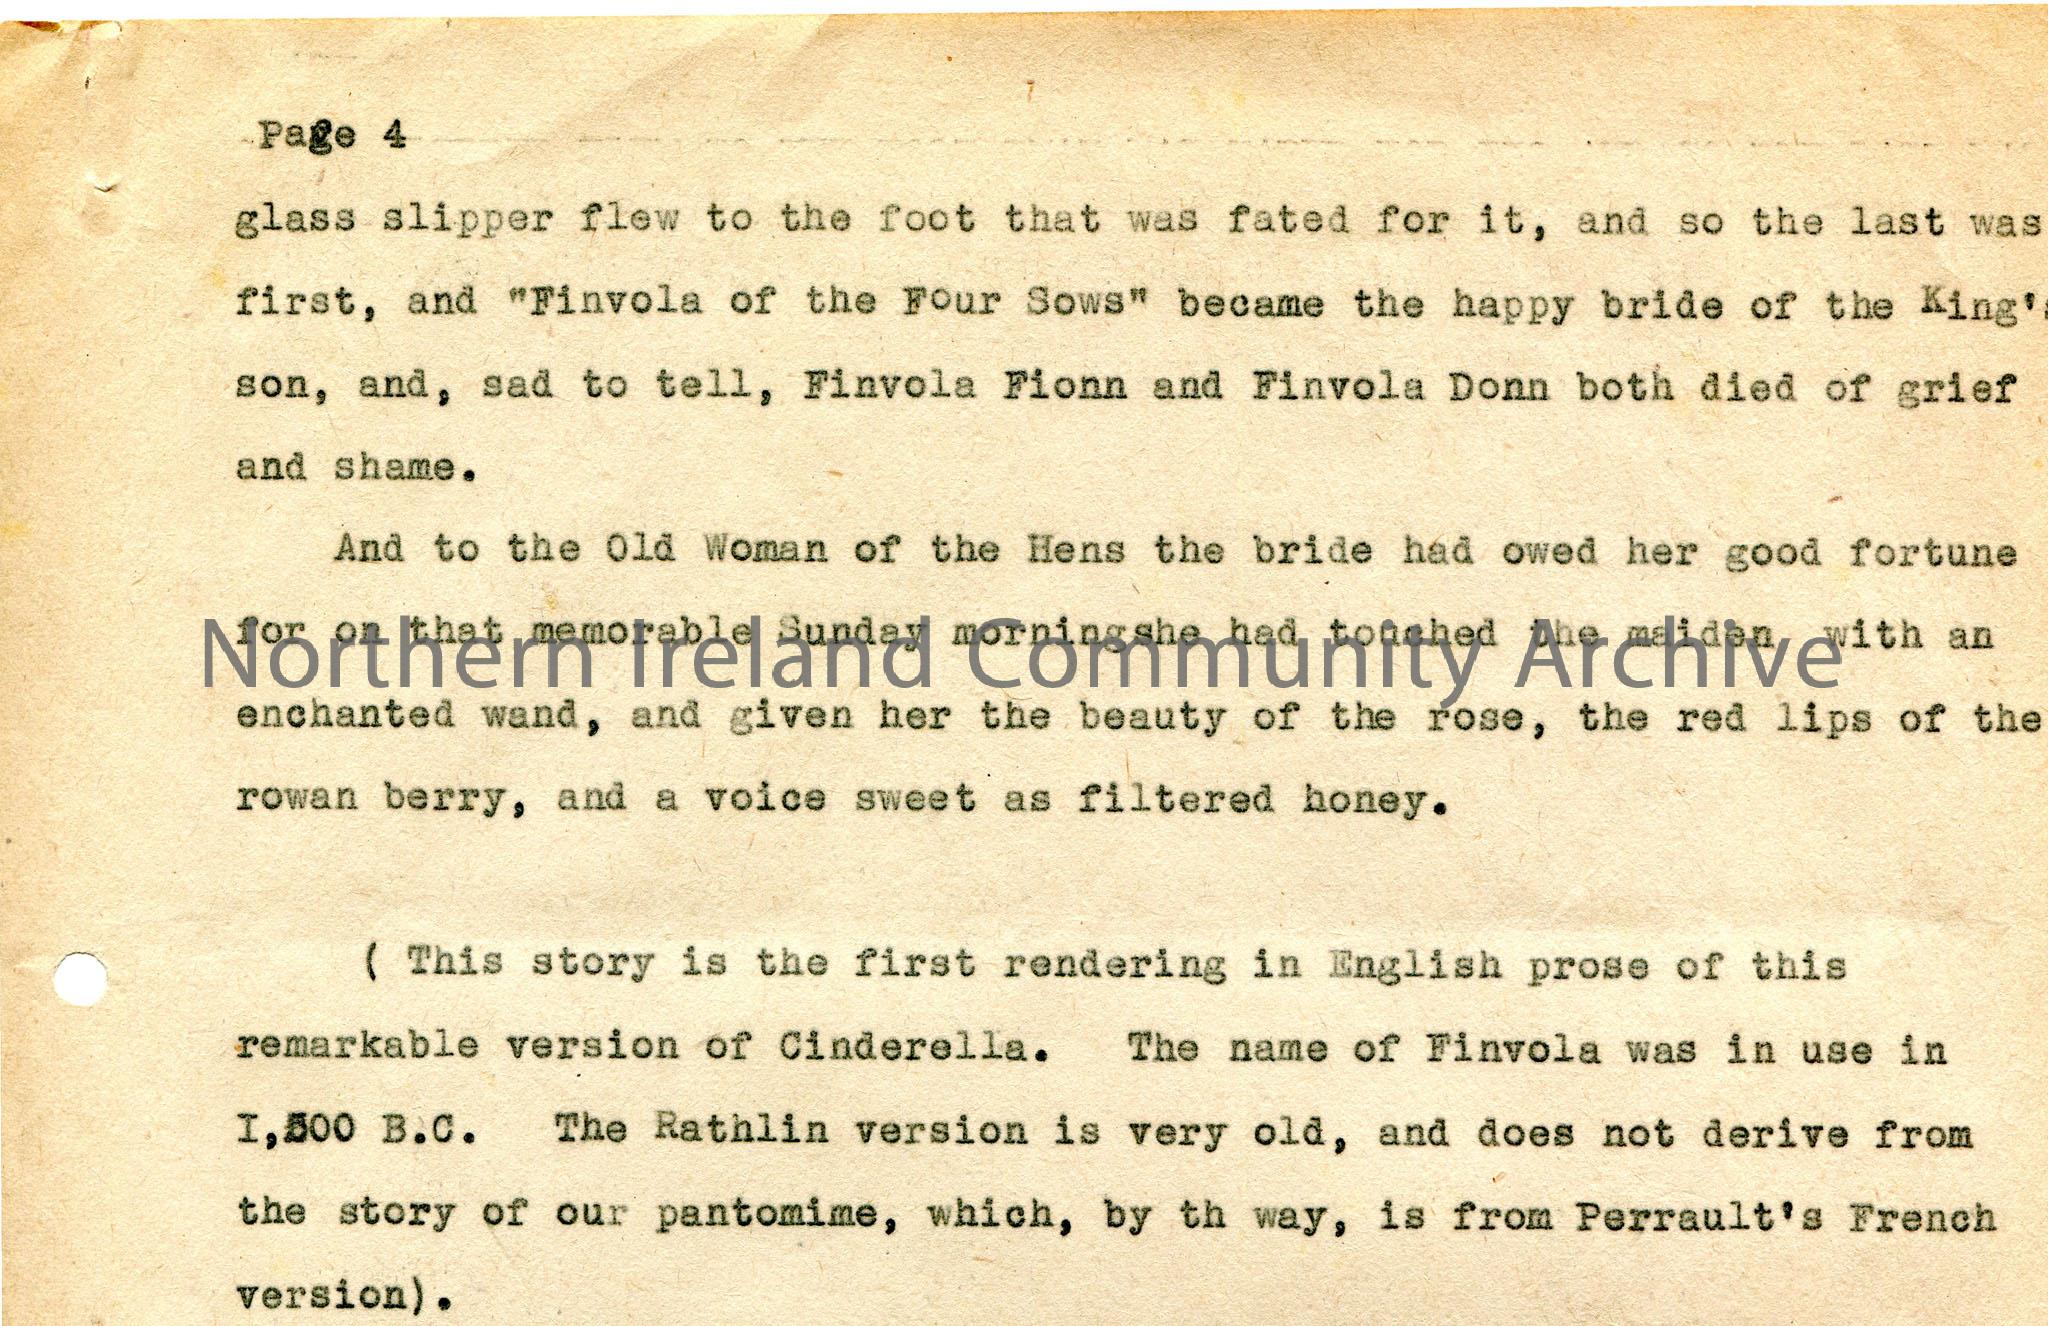 Page 4
glass slipper flew to the foot that was fated for it, and so the last was
first, and "Finvola of the Four Sows" became the happy bride of the King's
son, and, sad to tell, Finvola Fionn and Finvola Donn both died of grief
and shame.
And to the Old Woman of the Hens the bride had owed her good fortune
for on that memorable Sunday morningshe had touched the maiden with an
Northern Ireland Community Archive
enchanted wand, and given her the beauty of the rose, the red lips of the
rowan berry, and a voice sweet as filtered honey.
( This story is the first rendering in English prose of this
remarkable version of Cinderella. The name of Finvola was in use in
I,500 B.C. The Rathlin version is very old, and does not derive from
the story of our pantomime, which, by th way, is from Perrault's French
version).